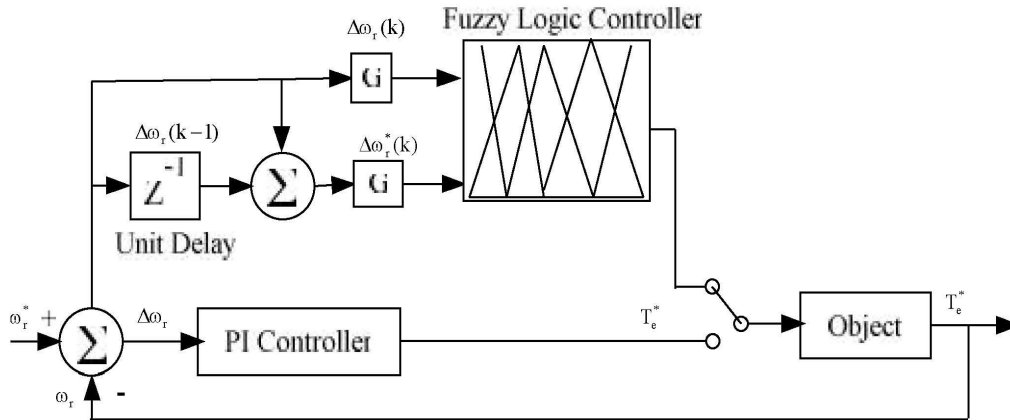 Fuzzy Logic Controller
Δω_r(k)
G
Δω_r(k-1)
Δω_r^*(k)
Z^-1
Σ
G
Unit Delay
ω_r^* +
Σ
Δω_r
PI Controller
T_e^*
Object
T_e^*
ω_r -